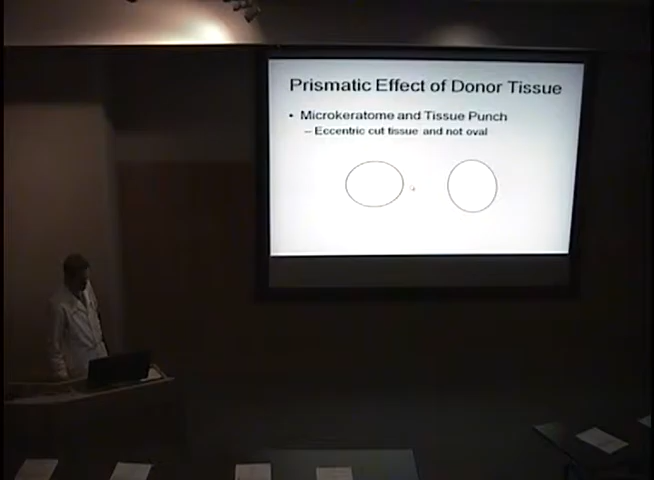 Prismatic Effect of Donor Tissue
• Microkeratome and Tissue Punch
– Eccentric cut tissue and not oval